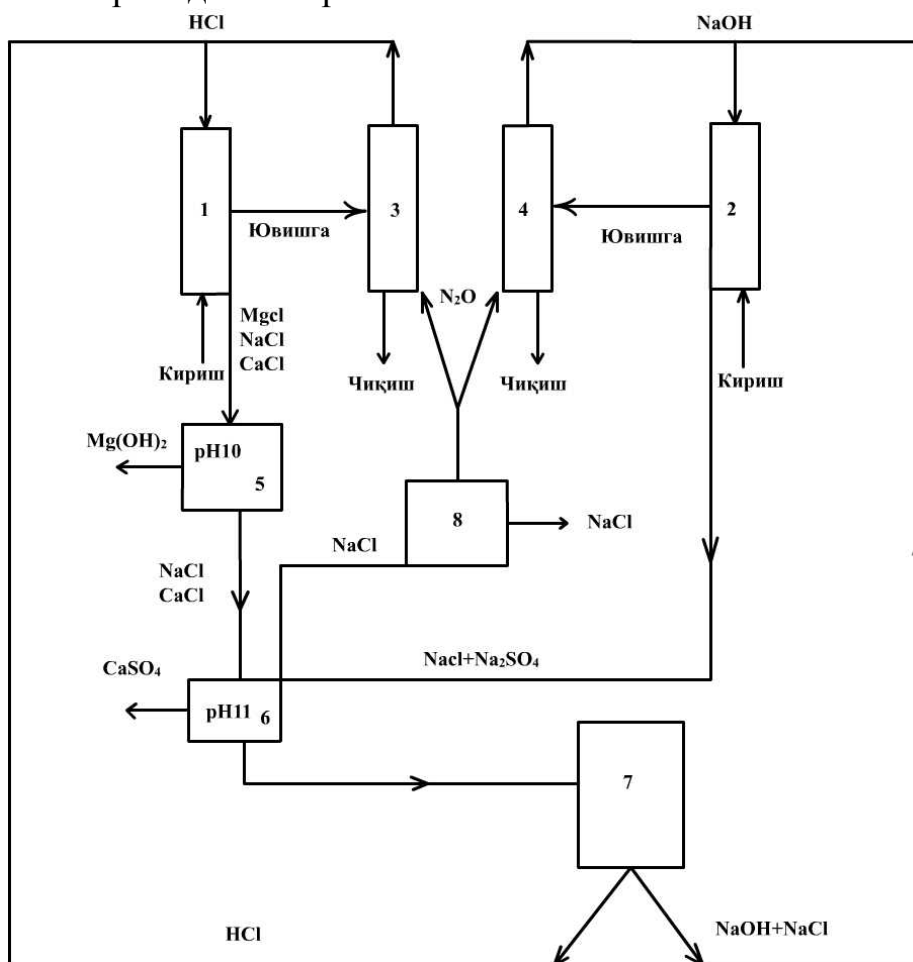 HCl
NaOH
1
3
4
2
Ювишга
Ювишга
N₂O
Mgcl
NaCl
CaCl
Кириш
Чиқиш
Чиқиш
Кириш
Mg(OH)₂
pH10
5
8
NaCl
NaCl
NaCl
CaCl
CaSO₄
Nacl+Na₂SO₄
pH11 6
7
HCl
NaOH+NaCl